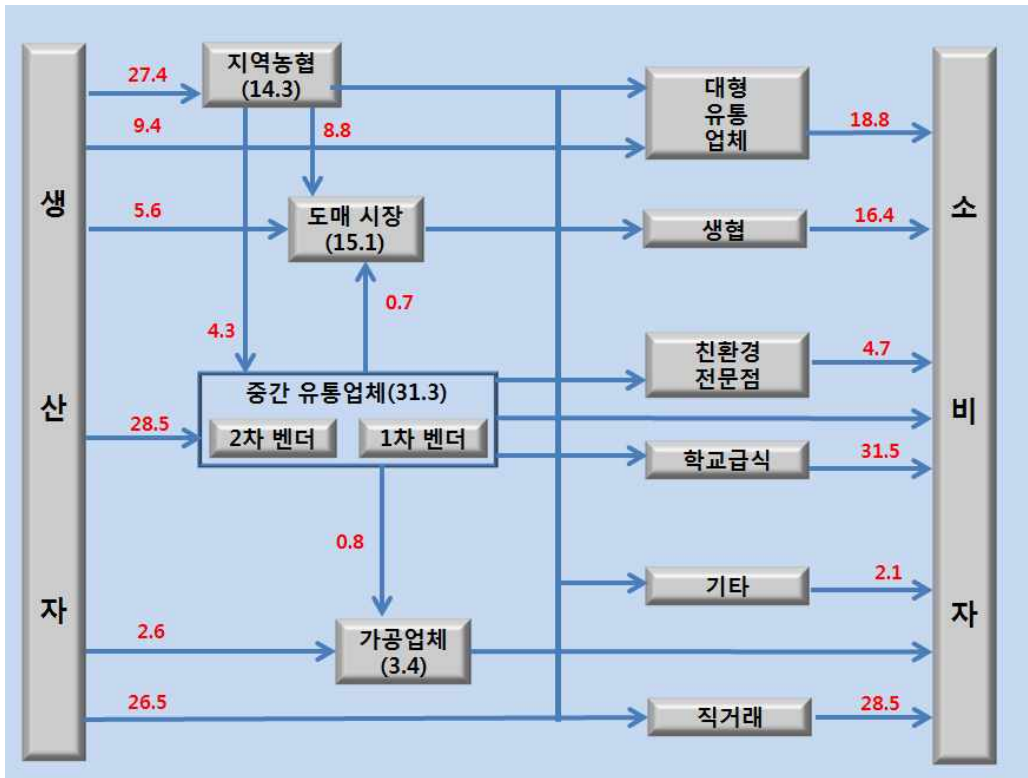 생
산
자
27.4
지역농협
(14.3)
9.4
8.8
대형
유통
업체
18.8
5.6
도매 시장
(15.1)
생협
16.4
0.7
4.3
친환경
전문점
4.7
중간 유통업체(31.3)
2차 벤더
1차 벤더
28.5
학교급식
31.5
0.8
기타
2.1
2.6
가공업체
(3.4)
26.5
직거래
28.5
소
비
자